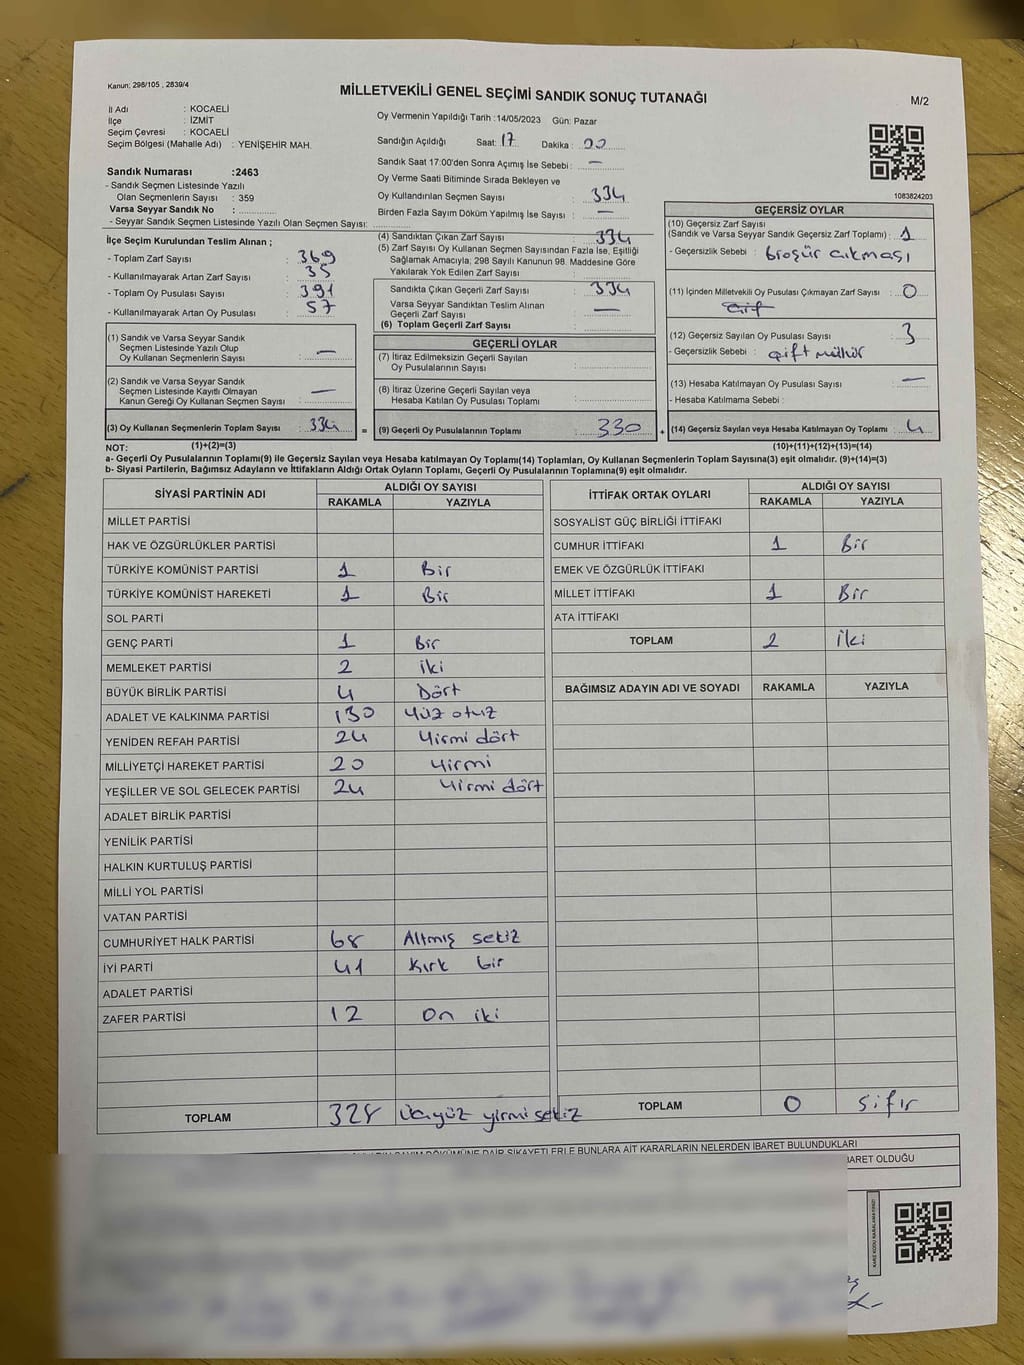 Kanun: 298/105 , 2839/4
MİLLETVEKİLİ GENEL SEÇİMİ SANDIK SONUÇ TUTANAĞI
M/2
İl Adı : KOCAELİ
İlçe : İZMİT
Seçim Çevresi : KOCAELİ
Seçim Bölgesi (Mahalle Adı) : YENİŞEHİR MAH.
Sandık Numarası :2463
- Sandık Seçmen Listesinde Yazılı
Olan Seçmenlerin Sayısı : 359
Varsa Seyyar Sandık No :
- Seyyar Sandık Seçmen Listesinde Yazılı Olan Seçmen Sayısı:
Oy Vermenin Yapıldığı Tarih :14/05/2023 Gün: Pazar
Sandığın Açıldığı Saat: 17 Dakika : 00
Sandık Saat 17:00'den Sonra Açımış İse Sebebi : —
Oy Verme Saati Bitiminde Sırada Bekleyen ve
Oy Kullandırılan Seçmen Sayısı : 334
Birden Fazla Sayım Döküm Yapılmış İse Sayısı : —
1083824203
İlçe Seçim Kurulundan Teslim Alınan ;
- Toplam Zarf Sayısı : 369
- Kullanılmayarak Artan Zarf Sayısı : 35
- Toplam Oy Pusulası Sayısı : 391
- Kullanılmayarak Artan Oy Pusulası : 57
(4) Sandıktan Çıkan Zarf Sayısı : 334
(5) Zarf Sayısı Oy Kullanan Seçmen Sayısından Fazla İse, Eşitliği
Sağlamak Amacıyla; 298 Sayılı Kanunun 98. Maddesine Göre
Yakılarak Yok Edilen Zarf Sayısı :
Sandıkta Çıkan Geçerli Zarf Sayısı : 334
Varsa Seyyar Sandıktan Teslim Alınan
Geçerli Zarf Sayısı : —
(6) Toplam Geçerli Zarf Sayısı :
GEÇERSİZ OYLAR
(10) Geçersiz Zarf Sayısı
(Sandık ve Varsa Seyyar Sandık Geçersiz Zarf Toplamı) : 1
- Geçersizlik Sebebi : broşür çıkması
(11) İçinden Milletvekili Oy Pusulası Çıkmayan Zarf Sayısı : 0
çift
(12) Geçersiz Sayılan Oy Pusulası Sayısı : 3
- Geçersizlik Sebebi : çift mühür
(13) Hesaba Katılmayan Oy Pusulası Sayısı : —
- Hesaba Katılmama Sebebi :
(14) Geçersiz Sayılan veya Hesaba Katılmayan Oy Toplamı : 4
(1) Sandık ve Varsa Seyyar Sandık
Seçmen Listesinde Yazılı Olup
Oy Kullanan Seçmenlerin Sayısı : —
(2) Sandık ve Varsa Seyyar Sandık
Seçmen Listesinde Kayıtlı Olmayan
Kanun Gereği Oy Kullanan Seçmen Sayısı : —
(3) Oy Kullanan Seçmenlerin Toplam Sayısı : 334 =
GEÇERLİ OYLAR
(7) İtiraz Edilmeksizin Geçerli Sayılan
Oy Pusulalarının Sayısı :
(8) İtiraz Üzerine Geçerli Sayılan veya
Hesaba Katılan Oy Pusulası Toplamı :
(9) Geçerli Oy Pusulalarının Toplamı : 330 +
NOT: (1)+(2)=(3) (10)+(11)+(12)+(13)=(14)
a- Geçerli Oy Pusulalarının Toplamı(9) ile Geçersiz Sayılan veya Hesaba katılmayan Oy Toplamı(14) Toplamları, Oy Kullanan Seçmenlerin Toplam Sayısına(3) eşit olmalıdır. (9)+(14)=(3)
b- Siyasi Partilerin, Bağımsız Adayların ve İttifakların Aldığı Ortak Oyların Toplamı, Geçerli Oy Pusulalarının Toplamına(9) eşit olmalıdır.
SİYASİ PARTİNİN ADI ALDIĞI OY SAYISI
RAKAMLA YAZIYLA
MİLLET PARTİSİ
HAK VE ÖZGÜRLÜKLER PARTİSİ
TÜRKİYE KOMÜNİST PARTİSİ 1 Bir
TÜRKİYE KOMÜNİST HAREKETİ 1 Bir
SOL PARTİ
GENÇ PARTİ 1 Bir
MEMLEKET PARTİSİ 2 iki
BÜYÜK BİRLİK PARTİSİ 4 Dört
ADALET VE KALKINMA PARTİSİ 130 Yüz otuz
YENİDEN REFAH PARTİSİ 24 Yirmi dört
MİLLİYETÇİ HAREKET PARTİSİ 20 Yirmi
YEŞİLLER VE SOL GELECEK PARTİSİ 24 Yirmi dört
ADALET BİRLİK PARTİSİ
YENİLİK PARTİSİ
HALKIN KURTULUŞ PARTİSİ
MİLLİ YOL PARTİSİ
VATAN PARTİSİ
CUMHURİYET HALK PARTİSİ 68 Altmış sekiz
İYİ PARTİ 41 Kırk bir
ADALET PARTİSİ
ZAFER PARTİSİ 12 On iki
TOPLAM 328 Üçyüz yirmi sekiz
İTTİFAK ORTAK OYLARI ALDIĞI OY SAYISI
RAKAMLA YAZIYLA
SOSYALİST GÜÇ BİRLİĞİ İTTİFAKI
CUMHUR İTTİFAKI 1 Bir
EMEK VE ÖZGÜRLÜK İTTİFAKI
MİLLET İTTİFAKI 1 Bir
ATA İTTİFAKI
TOPLAM 2 İki
BAĞIMSIZ ADAYIN ADI VE SOYADI RAKAMLA YAZIYLA
TOPLAM 0 Sıfır
DÖKÜMÜNE DAİR ŞİKAYETLERLE BUNLARA AİT KARARLARIN NELERDEN İBARET BULUNDUKLARI
BARET OLDUĞU